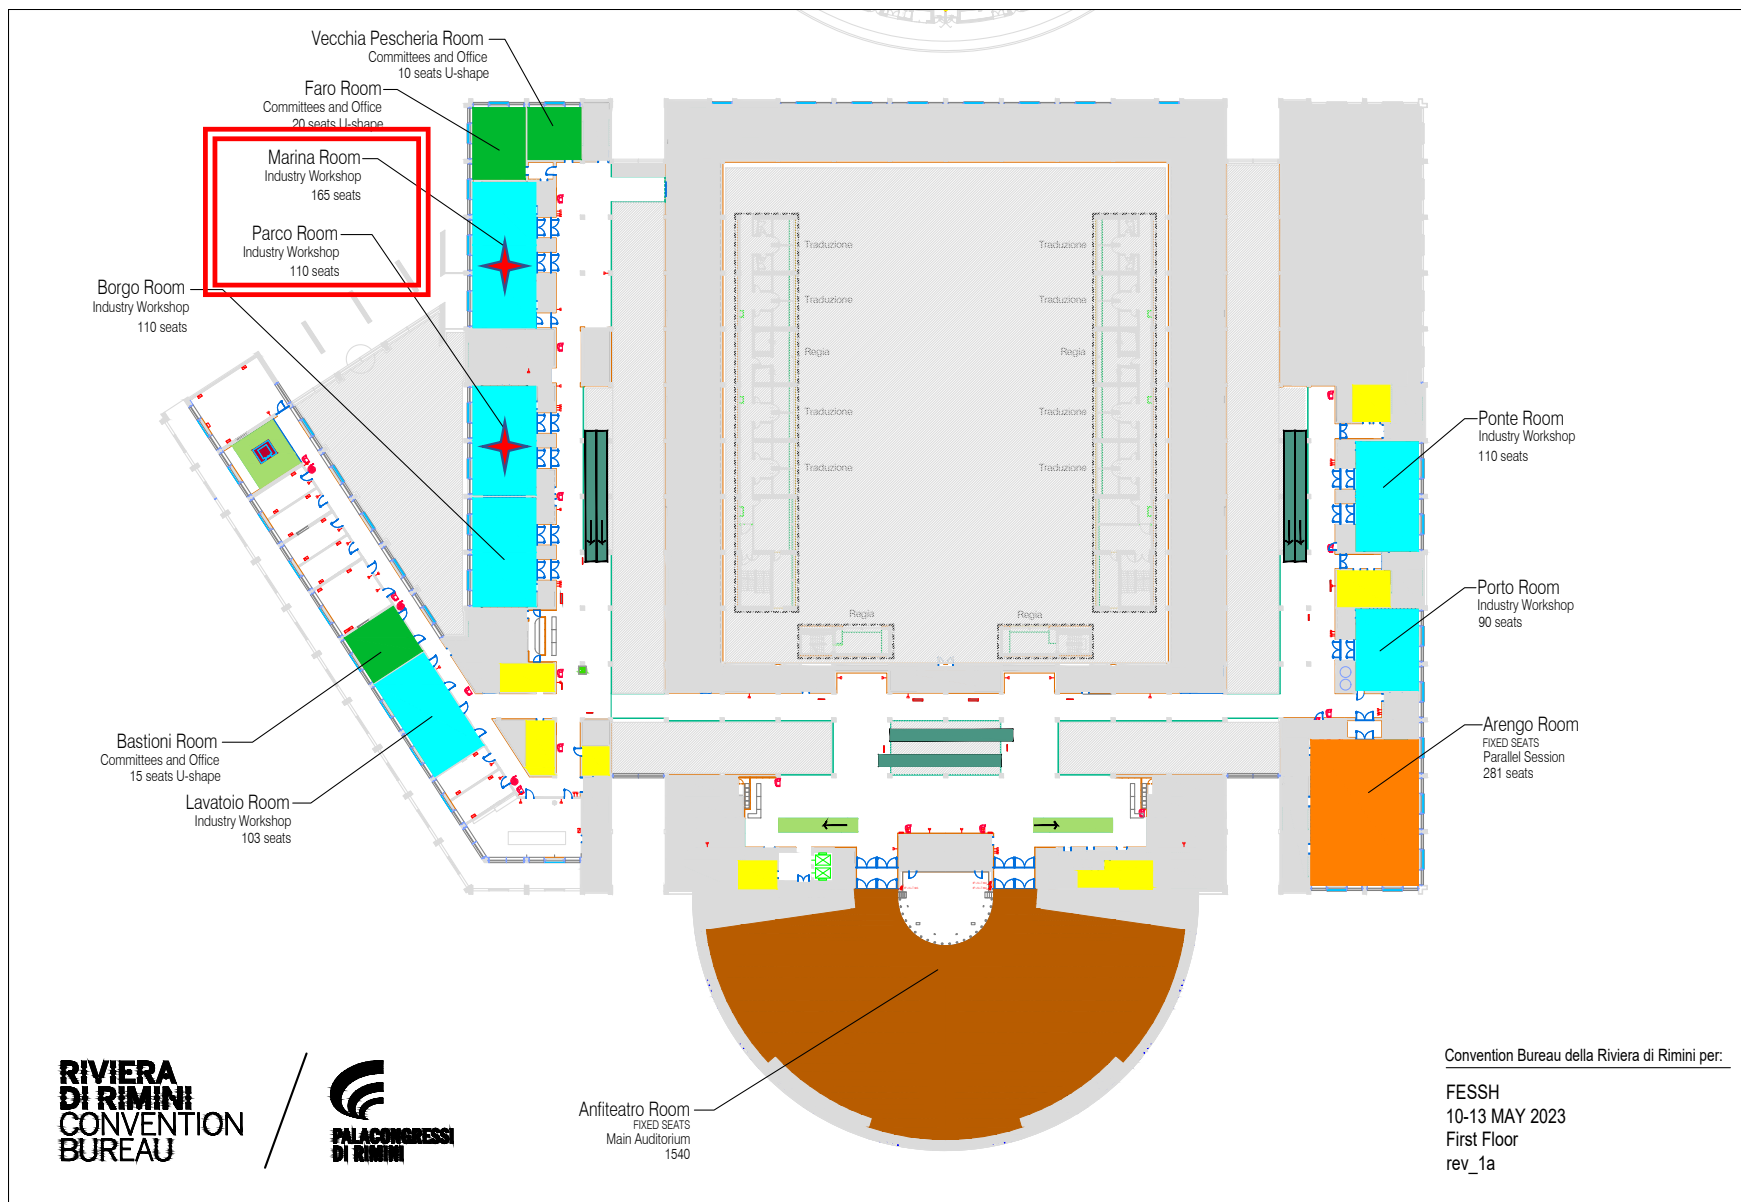 Vecchia Pescheria Room
Committees and Office
10 seats U-shape
Faro Room
Committees and Office
20 seats U-shape
Marina Room
Industry Workshop
165 seats
Parco Room
Industry Workshop
110 seats
Borgo Room
Industry Workshop
110 seats
Traduzione
Traduzione
Traduzione
Traduzione
Regia
Regia
Traduzione
Traduzione
Traduzione
Traduzione
Regia
Regia
Ponte Room
Industry Workshop
110 seats
Porto Room
Industry Workshop
90 seats
Arengo Room
FIXED SEATS
Parallel Session
281 seats
Bastioni Room
Committees and Office
15 seats U-shape
Lavatoio Room
Industry Workshop
103 seats
Anfiteatro Room
FIXED SEATS
Main Auditorium
1540
RIVIERA
DI RIMINI
CONVENTION
BUREAU
PALACONGRESSI
DI RIMINI
Convention Bureau della Riviera di Rimini per:
FESSH
10-13 MAY 2023
First Floor
rev_1a